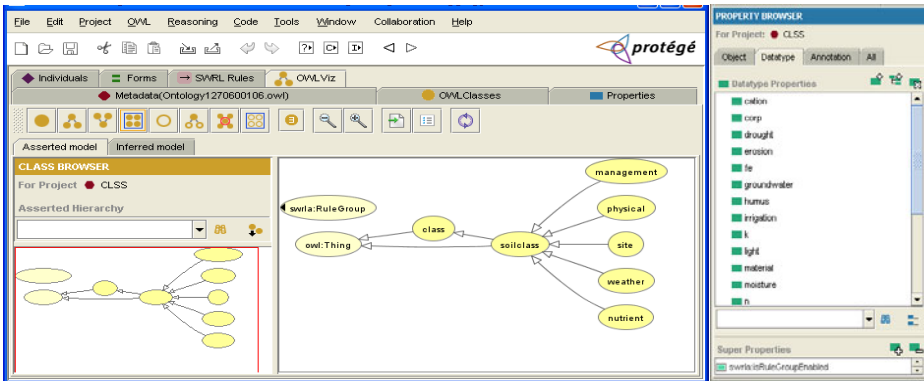 File Edit Project OWL Reasoning Code Tools Window Collaboration Help
protégé
Individuals Forms SWRL Rules OWLViz
Metadata(Ontology1270600106.owl) OWLClasses Properties
Asserted model Inferred model
CLASS BROWSER
For Project CLSS
Asserted Hierarchy
management
swrla:RuleGroup
physical
class
owl:Thing
soilclass
site
weather
nutrient
PROPERTY BROWSER
For Project: CLSS
Object Datatype Annotation All
Datatype Properties
cation
corp
drought
erosion
fe
groundwater
humus
irrigation
k
light
material
moisture
n
Super Properties
swrla:isRuleGroupEnabled